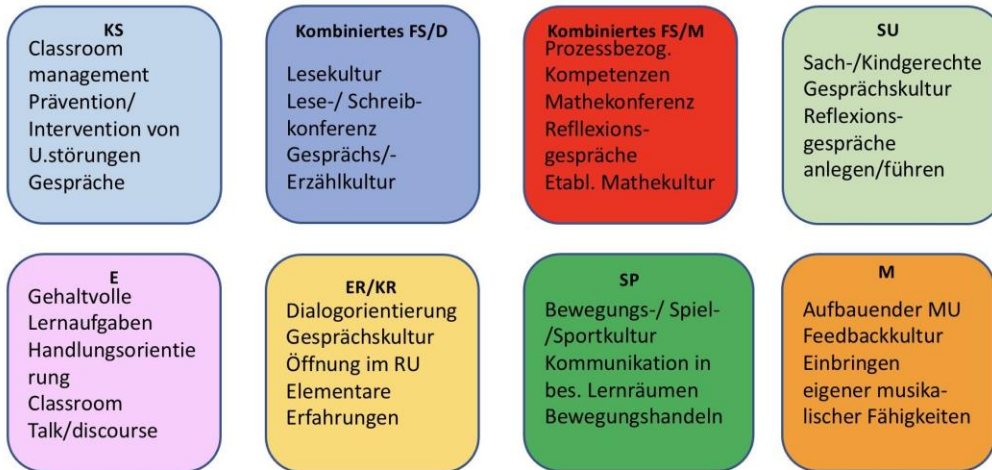 KS
Classroom
management
Prävention/
Intervention von
U.störungen
Gespräche
Kombiniertes FS/D
Lesekultur
Lese-/ Schreib-
konferenz
Gesprächs/-
Erzählkultur
Kombiniertes FS/M
Prozessbezog.
Kompetenzen
Mathekonferenz
Refllexions-
gespräche
Etabl. Mathekultur
SU
Sach-/Kindgerechte
Gesprächskultur
Reflexions-
gespräche
anlegen/führen
E
Gehaltvolle
Lernaufgaben
Handlungsorientie
rung
Classroom
Talk/discourse
ER/KR
Dialogorientierung
Gesprächskultur
Öffnung im RU
Elementare
Erfahrungen
SP
Bewegungs-/ Spiel-
/Sportkultur
Kommunikation in
bes. Lernräumen
Bewegungshandeln
M
Aufbauender MU
Feedbackkultur
Einbringen
eigener musika-
lischer Fähigkeiten